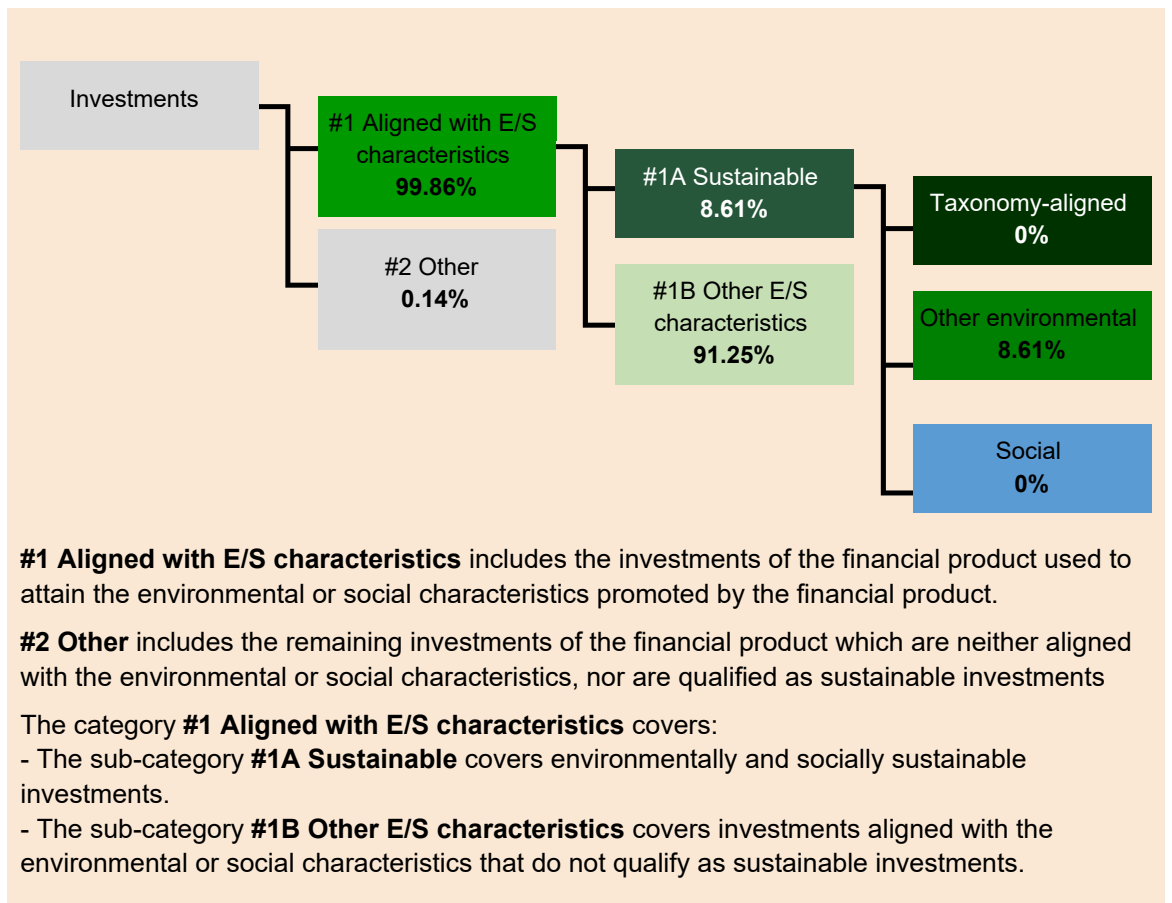 Investments
#1 Aligned with E/S
characteristics
99.86%
#2 Other
0.14%
#1A Sustainable
8.61%
#1B Other E/S
characteristics
91.25%
Taxonomy-aligned
0%
Other environmental
8.61%
Social
0%
#1 Aligned with E/S characteristics includes the investments of the financial product used to
attain the environmental or social characteristics promoted by the financial product.
#2 Other includes the remaining investments of the financial product which are neither aligned
with the environmental or social characteristics, nor are qualified as sustainable investments
The category #1 Aligned with E/S characteristics covers:
- The sub-category #1A Sustainable covers environmentally and socially sustainable
investments.
- The sub-category #1B Other E/S characteristics covers investments aligned with the
environmental or social characteristics that do not qualify as sustainable investments.